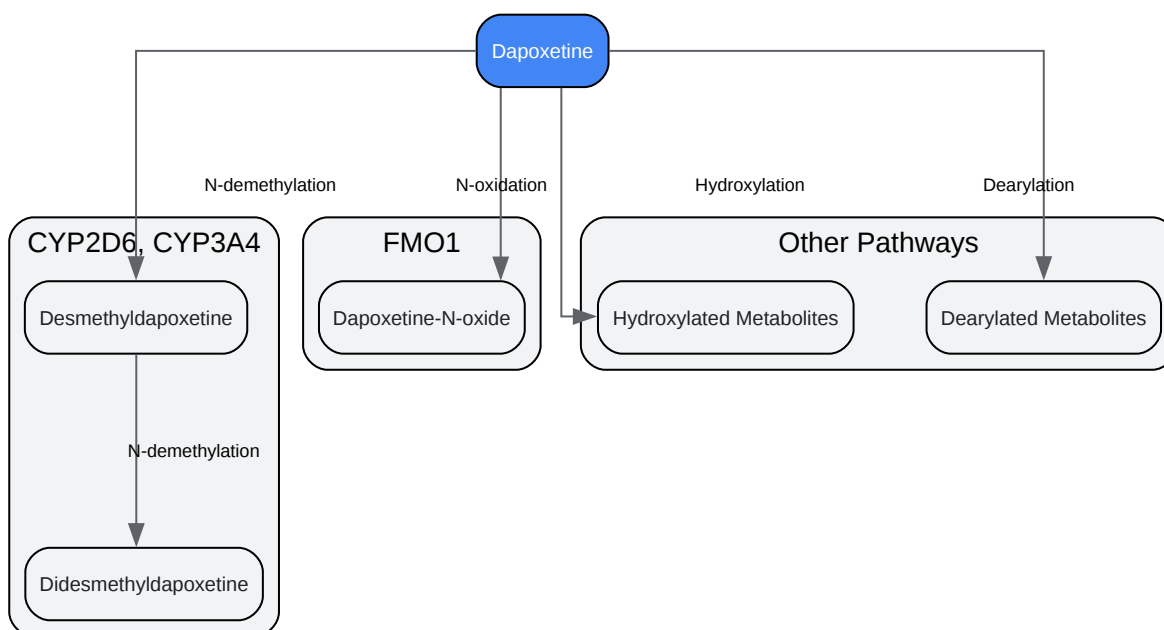 Dapoxetine
N-demethylation
N-oxidation
Hydroxylation
Dearylation
CYP2D6, CYP3A4
FMO1
Other Pathways
Desmethyldapoxetine
Dapoxetine-N-oxide
Hydroxylated Metabolites
Dearylated Metabolites
N-demethylation
Didesmethyldapoxetine